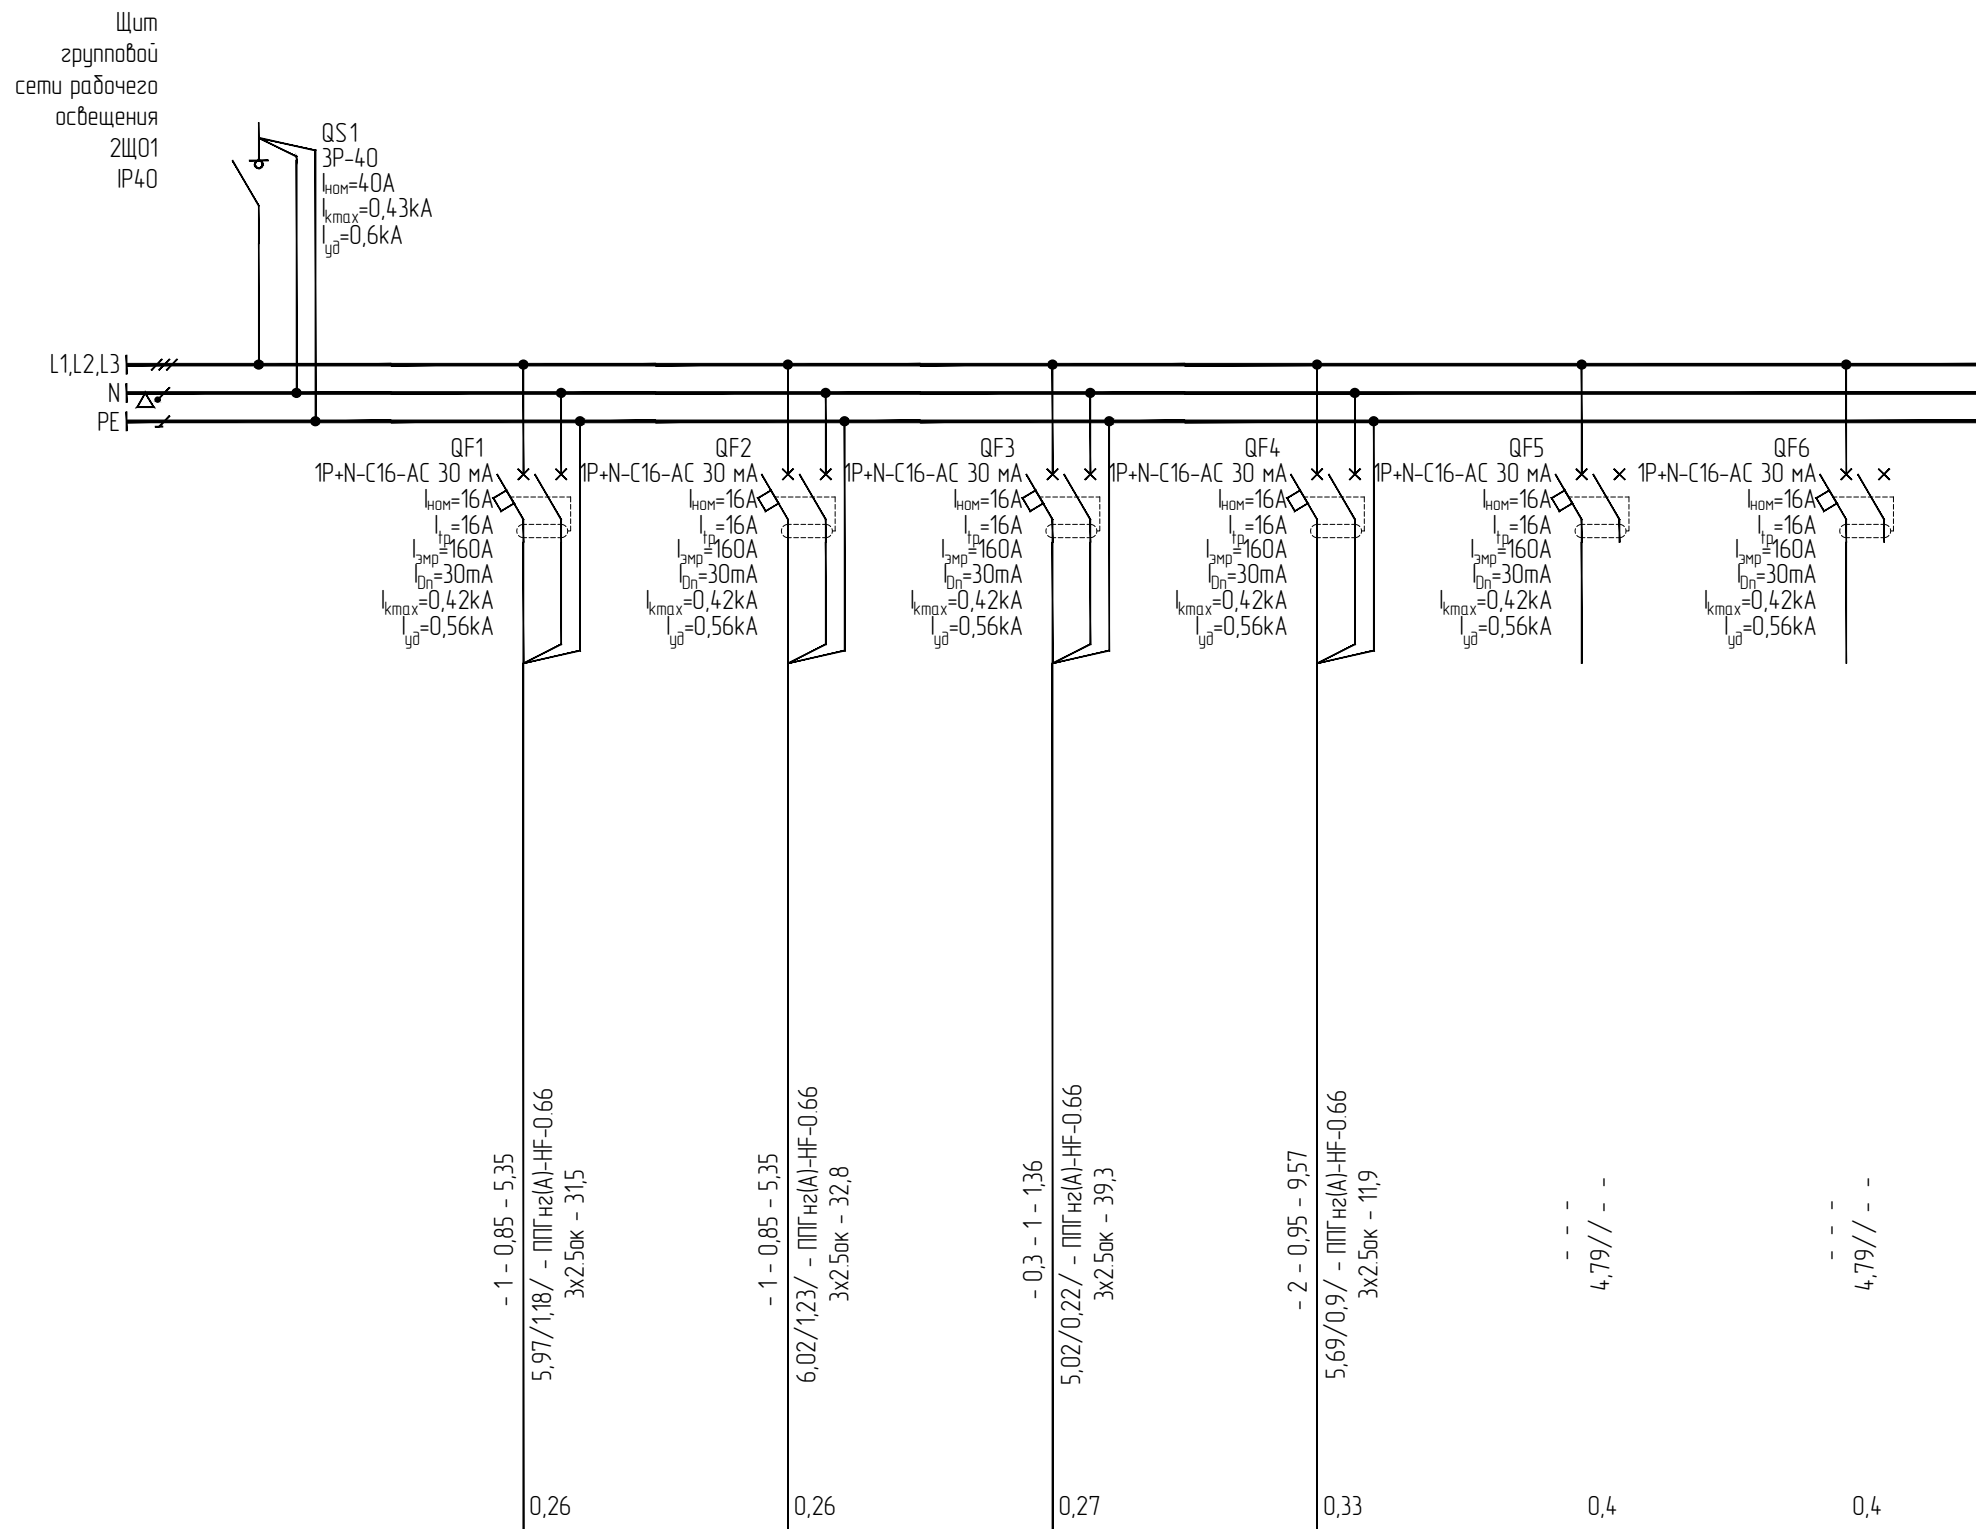 Щит
групповой
сети рабочего
освещения
2ЩО1
IP40
QS1
3P-40
Iном=40А
Ikmax=0,43kA
Iуд=0,6kA
L1,L2,L3
N
PE
QF1
1P+N-C16-AC 30 мА
Iном=16А
Itр=16А
Iэмр=160А
IDn=30mA
Ikmax=0,42kA
Iуд=0,56kA
QF2
1P+N-C16-AC 30 мА
Iном=16А
Itр=16А
Iэмр=160А
IDn=30mA
Ikmax=0,42kA
Iуд=0,56kA
QF3
1P+N-C16-AC 30 мА
Iном=16А
Itр=16А
Iэмр=160А
IDn=30mA
Ikmax=0,42kA
Iуд=0,56kA
QF4
1P+N-C16-AC 30 мА
Iном=16А
Itр=16А
Iэмр=160А
IDn=30mA
Ikmax=0,42kA
Iуд=0,56kA
QF5
1P+N-C16-AC 30 мА
Iном=16А
Itр=16А
Iэмр=160А
IDn=30mA
Ikmax=0,42kA
Iуд=0,56kA
QF6
1P+N-C16-AC 30 мА
Iном=16А
Itр=16А
Iэмр=160А
IDn=30mA
Ikmax=0,42kA
Iуд=0,56kA
- 1 - 0,85 - 5,35
5,97/1,18/ - ППГнг(А)-HF-0.66
3x2.5ок - 31,5
- 1 - 0,85 - 5,35
6,02/1,23/ - ППГнг(А)-HF-0.66
3x2.5ок - 32,8
- 0,3 - 1 - 1,36
5,02/0,22/ - ППГнг(А)-HF-0.66
3x2.5ок - 39,3
- 2 - 0,95 - 9,57
5,69/0,9/ - ППГнг(А)-HF-0.66
3x2.5ок - 11,9
- - -
4,79// - -
- - -
4,79// - -
0,26
0,26
0,27
0,33
0,4
0,4